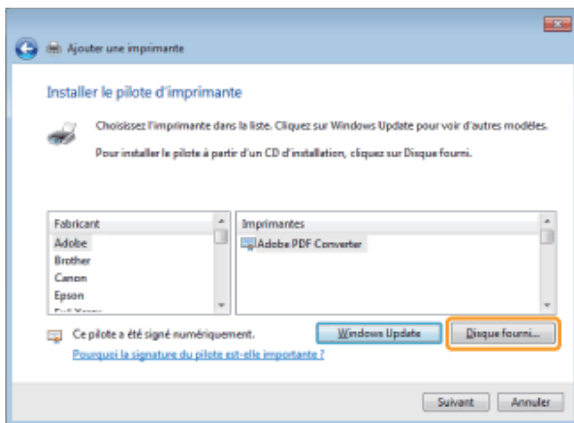 Ajouter une imprimante
Installer le pilote d'imprimante
Choisissez l'imprimante dans la liste. Cliquez sur Windows Update pour voir d'autres modèles.
Pour installer le pilote à partir d'un CD d'installation, cliquez sur Disque fourni.
Fabricant
Adobe
Brother
Canon
Epson
Imprimantes
Adobe PDF Converter
Ce pilote a été signé numériquement.
Windows Update
Disque fourni...
Pourquoi la signature du pilote est-elle importante ?
Suivant
Annuler